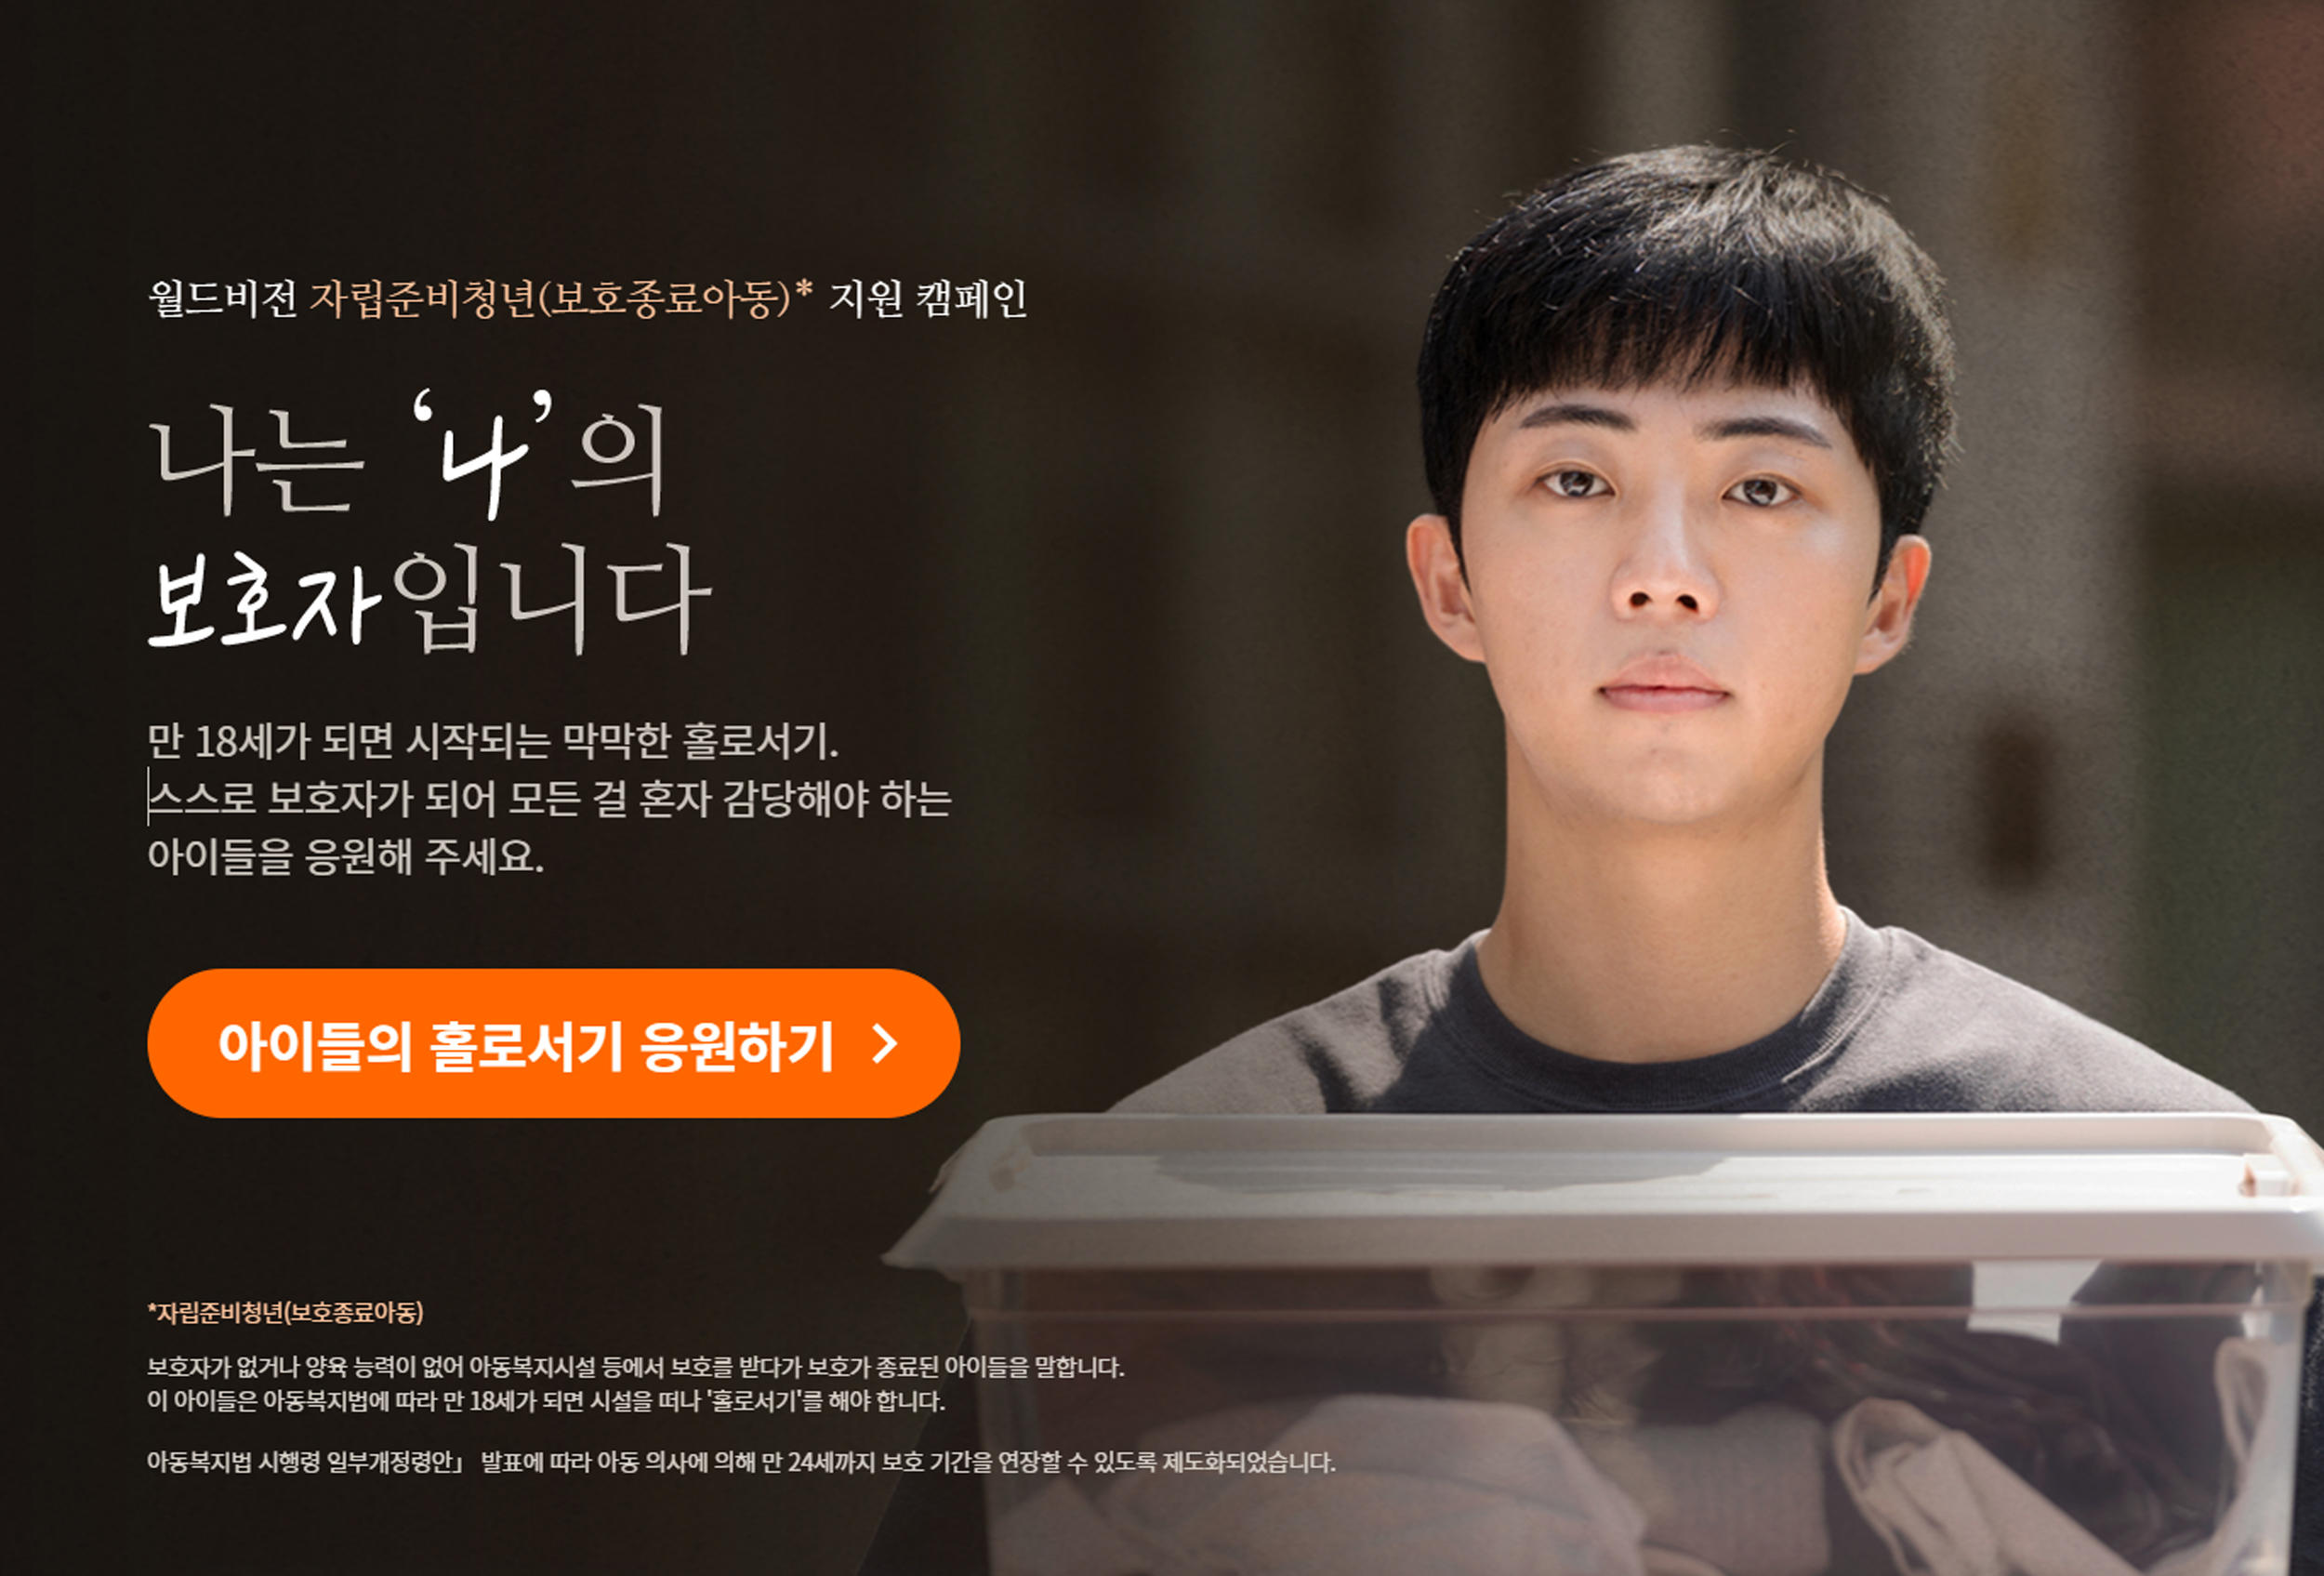 월드비전 자립준비청년(보호종료아동)* 지원 캠페인
나는 ‘나’의
보호자입니다
만 18세가 되면 시작되는 막막한 홀로서기.
스스로 보호자가 되어 모든 걸 혼자 감당해야 하는
아이들을 응원해 주세요.
아이들의 홀로서기 응원하기 >
*자립준비청년(보호종료아동)
보호자가 없거나 양육 능력이 없어 아동복지시설 등에서 보호를 받다가 보호가 종료된 아이들을 말합니다.
이 아이들은 아동복지법에 따라 만 18세가 되면 시설을 떠나 '홀로서기'를 해야 합니다.
아동복지법 시행령 일부개정령안」 발표에 따라 아동 의사에 의해 만 24세까지 보호 기간을 연장할 수 있도록 제도화되었습니다.